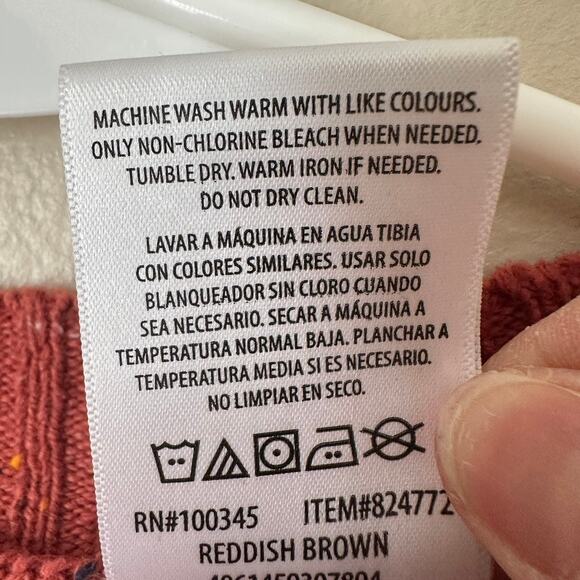 MACHINE WASH WARM WITH LIKE COLOURS.
ONLY NON-CHLORINE BLEACH WHEN NEEDED.
TUMBLE DRY. WARM IRON IF NEEDED.
DO NOT DRY CLEAN.
LAVAR A MÁQUINA EN AGUA TIBIA
CON COLORES SIMILARES. USAR SOLO
BLANQUEADOR SIN CLORO CUANDO
SEA NECESARIO. SECAR A MÁQUINA A
TEMPERATURA NORMAL BAJA. PLANCHAR A
TEMPERATURA MEDIA SI ES NECESARIO.
NO LIMPIAR EN SECO.
RN#100345 ITEM#824772
REDDISH BROWN